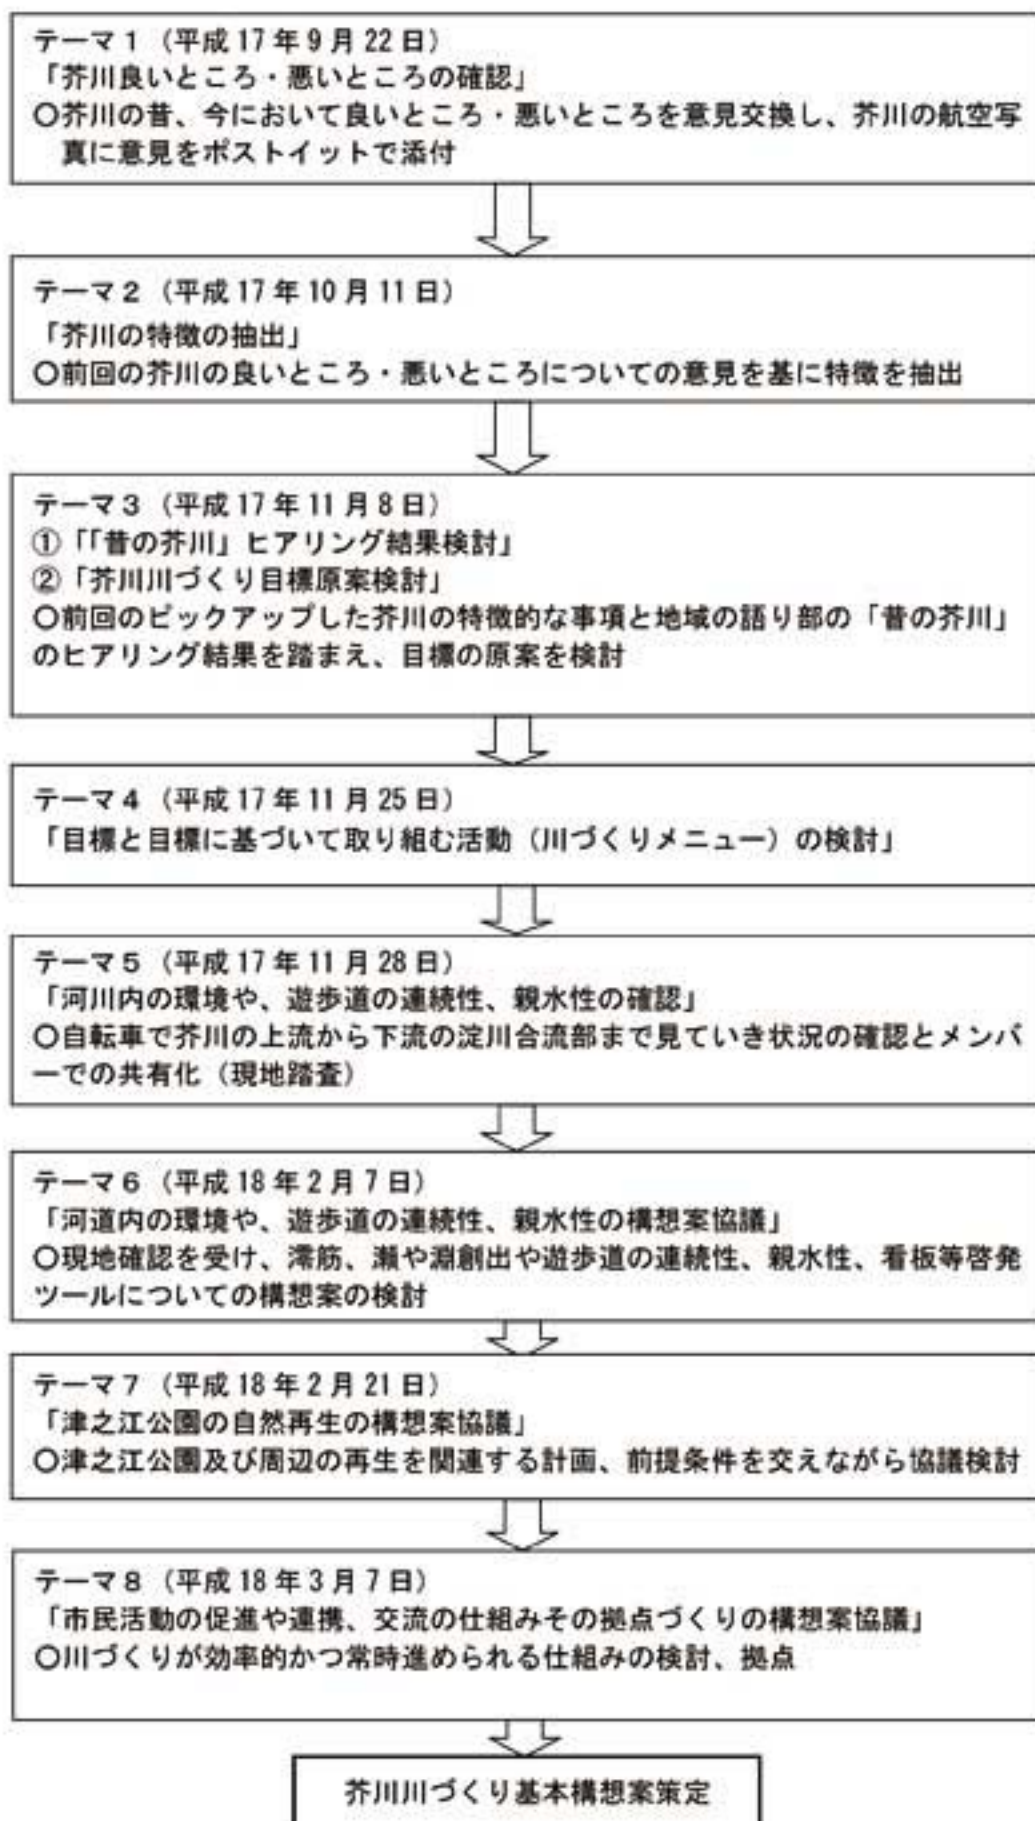 テーマ1（平成17年9月22日）
「芥川良いところ・悪いところの確認」
○芥川の昔、今において良いところ・悪いところを意見交換し、芥川の航空写
真に意見をポストイットで添付
テーマ2（平成17年10月11日）
「芥川の特徴の抽出」
○前回の芥川の良いところ・悪いところについての意見を基に特徴を抽出
テーマ3（平成17年11月8日）
①「「昔の芥川」ヒアリング結果検討」
②「芥川川づくり目標原案検討」
○前回のピックアップした芥川の特徴的な事項と地域の語り部の「昔の芥川」
のヒアリング結果を踏まえ、目標の原案を検討
テーマ4（平成17年11月25日）
「目標と目標に基づいて取り組む活動（川づくりメニュー）の検討」
テーマ5（平成17年11月28日）
「河川内の環境や、遊歩道の連続性、親水性の確認」
○自転車で芥川の上流から下流の淀川合流部まで見ていき状況の確認とメンバ
ーでの共有化（現地踏査）
テーマ6（平成18年2月7日）
「河道内の環境や、遊歩道の連続性、親水性の構想案協議」
○現地確認を受け、澪筋、瀬や淵創出や遊歩道の連続性、親水性、看板等啓発
ツールについての構想案の検討
テーマ7（平成18年2月21日）
「津之江公園の自然再生の構想案協議」
○津之江公園及び周辺の再生を関連する計画、前提条件を交えながら協議検討
テーマ8（平成18年3月7日）
「市民活動の促進や連携、交流の仕組みその拠点づくりの構想案協議」
○川づくりが効率的かつ常時進められる仕組みの検討、拠点
芥川川づくり基本構想案策定